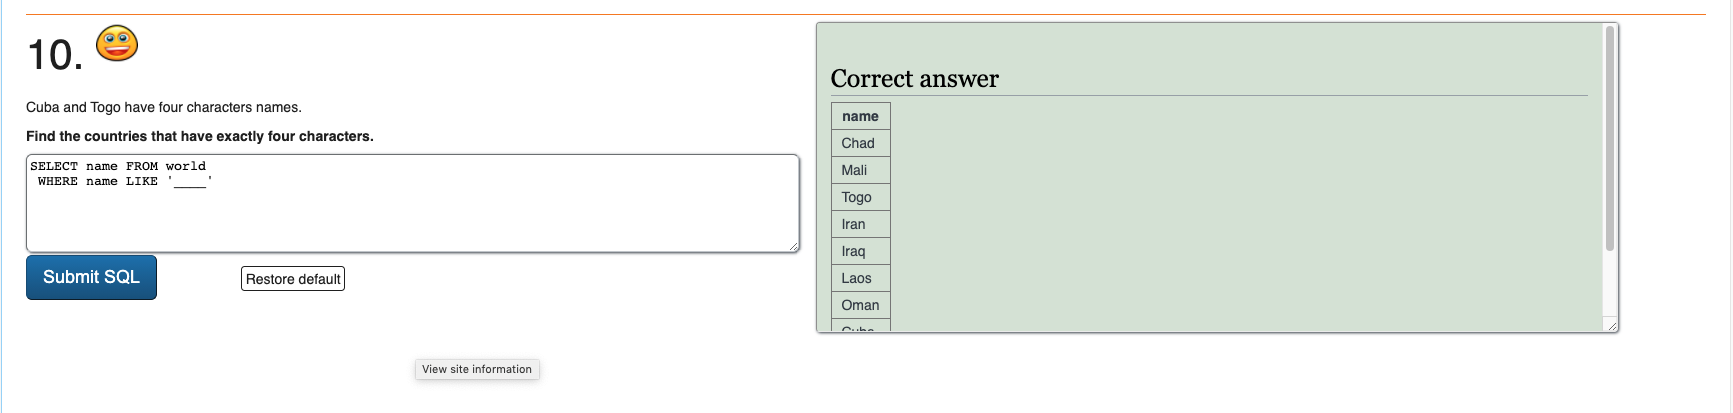 10.
Cuba and Togo have four characters names.
Find the countries that have exactly four characters.
SELECT name FROM world
WHERE name LIKE '____'
Submit SQL
Restore default
View site information
Correct answer
name
Chad
Mali
Togo
Iran
Iraq
Laos
Oman
Cuba